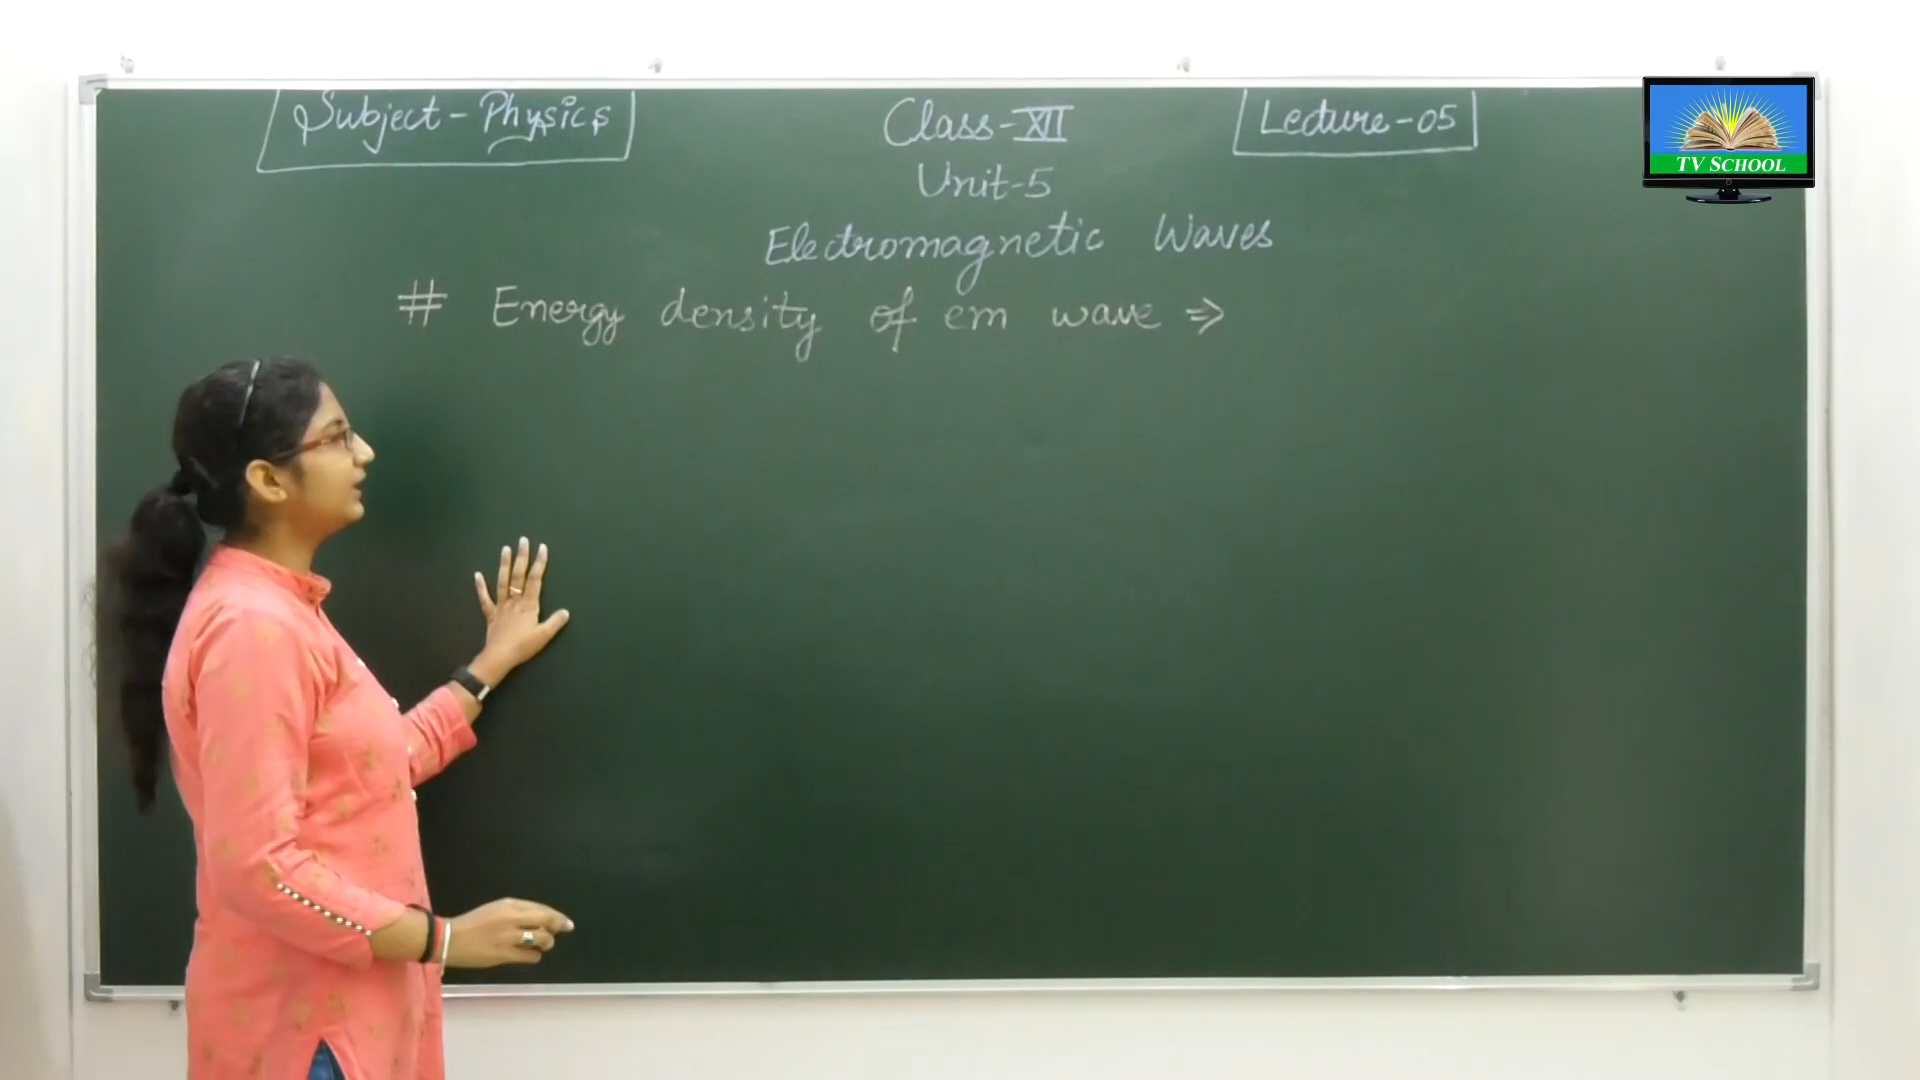 Subject - Physics
Class - XII
Lecture - 05
TV SCHOOL
Unit-5
Electromagnetic Waves
# Energy density of em wave ⇒